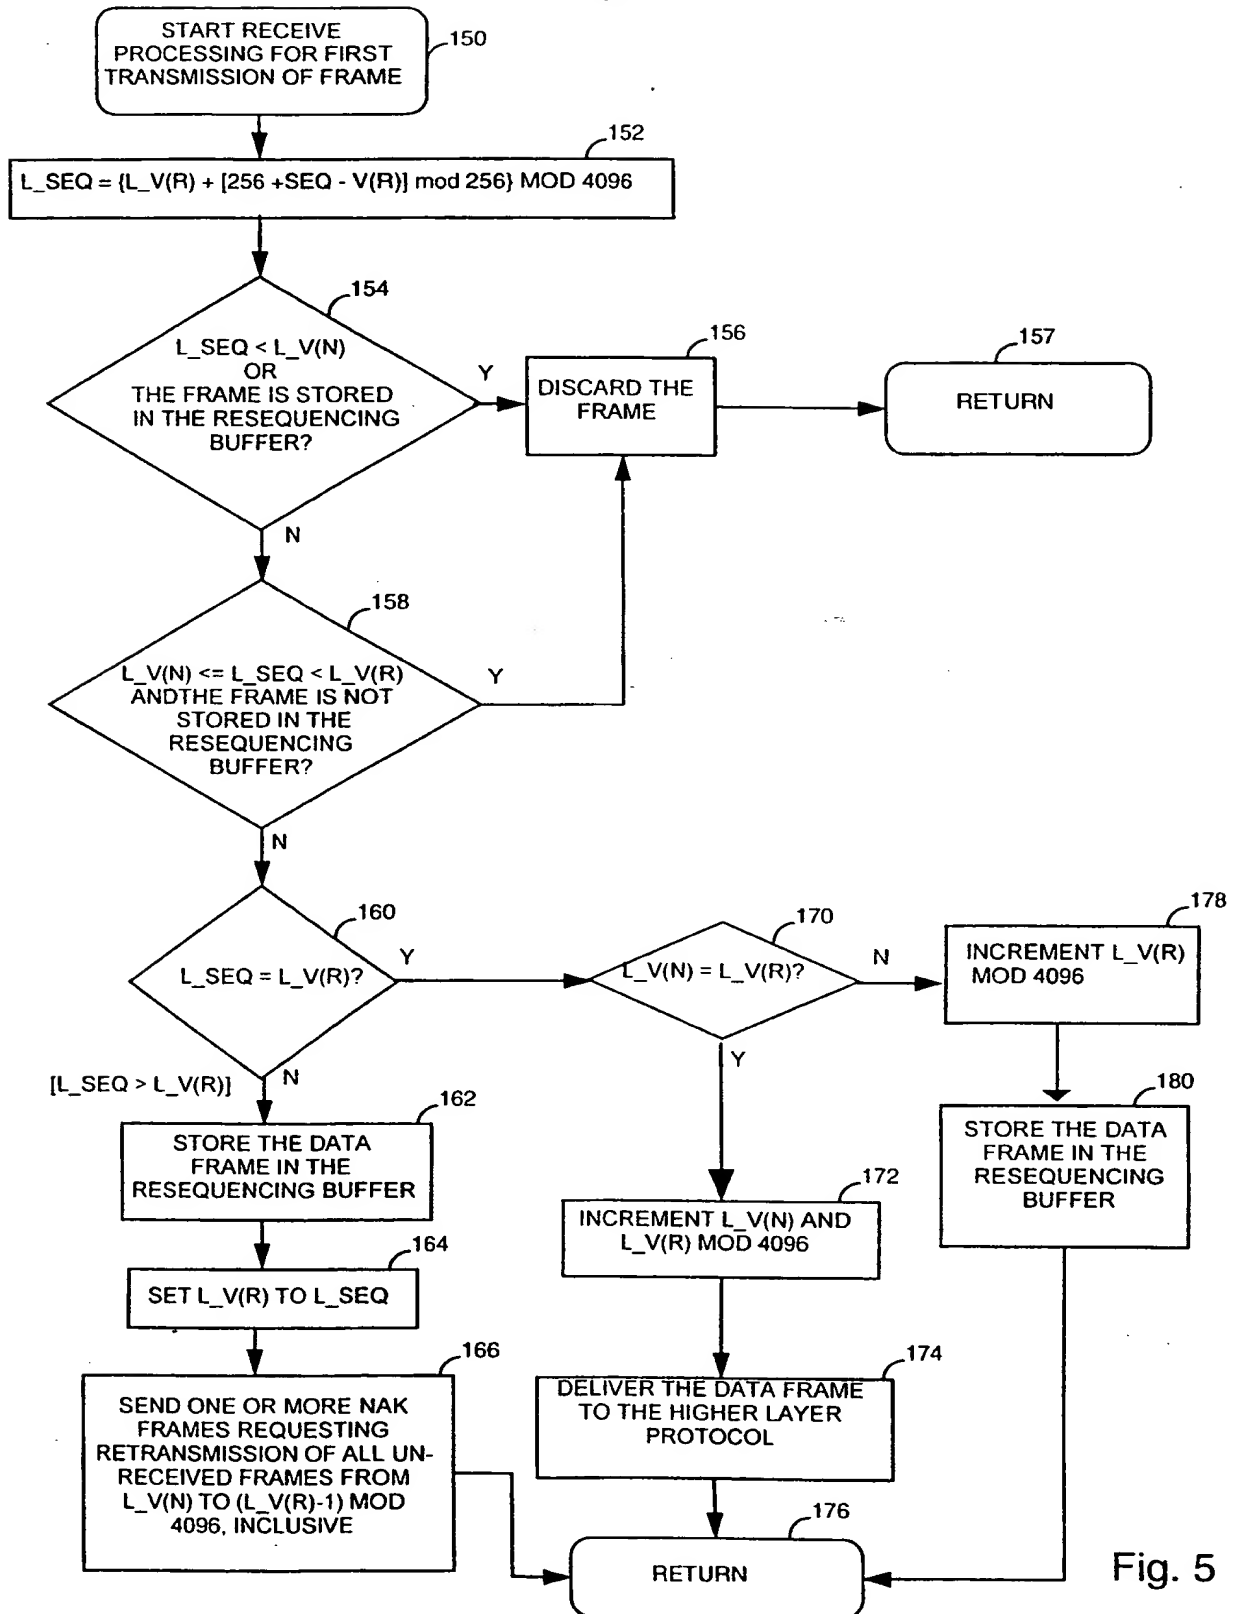 START RECEIVE
PROCESSING FOR FIRST
TRANSMISSION OF FRAME
150
152
L_SEQ = {L_V(R) + [256 +SEQ - V(R)] mod 256} MOD 4096
154
L_SEQ < L_V(N)
OR
THE FRAME IS STORED
IN THE RESEQUENCING
BUFFER?
Y
156
DISCARD THE
FRAME
157
RETURN
N
158
L_V(N) <= L_SEQ < L_V(R)
ANDTHE FRAME IS NOT
STORED IN THE
RESEQUENCING
BUFFER?
Y
N
160
L_SEQ = L_V(R)?
Y
170
L_V(N) = L_V(R)?
N
178
INCREMENT L_V(R)
MOD 4096
[L_SEQ > L_V(R)]
N
Y
162
STORE THE DATA
FRAME IN THE
RESEQUENCING BUFFER
180
STORE THE DATA
FRAME IN THE
RESEQUENCING
BUFFER
172
INCREMENT L_V(N) AND
L_V(R) MOD 4096
164
SET L_V(R) TO L_SEQ
166
SEND ONE OR MORE NAK
FRAMES REQUESTING
RETRANSMISSION OF ALL UN-
RECEIVED FRAMES FROM
L_V(N) TO (L_V(R)-1) MOD
4096, INCLUSIVE
174
DELIVER THE DATA FRAME
TO THE HIGHER LAYER
PROTOCOL
176
RETURN
Fig. 5